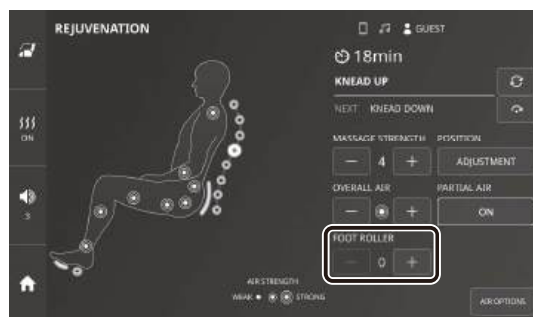 REJUVENATION
GUEST
18min
KNEAD UP
NEXT KNEAD DOWN
MASSAGE STRENGTH POSITION
− 4 + ADJUSTMENT
OVERALL AIR PARTIAL AIR
− + ON
FOOT ROLLER
− 0 +
ON
3
AIR STRENGTH
WEAK STRONG
AIR OPTIONS